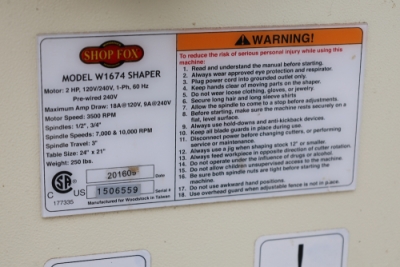 SHOP FOX
MODEL W1674 SHAPER
Motor: 2 HP, 120V/240V, 1-Ph, 60 Hz
Pre-wired 240V
Maximum Amp Draw: 18A@120V, 9A@240V
Motor Speed: 3500 RPM
Spindles: 1/2", 3/4"
Spindle Speeds: 7,000 & 10,000 RPM
Spindle Travel: 3"
Table Size: 24" x 21"
Weight: 250 lbs.
201609 Date
C US 1506559 Serial
177335
Manufactured for Woodstock in Taiwan
WARNING!
To reduce the risk of serious personal injury while using this machine:
1. Read and understand the manual before starting.
2. Always wear approved eye protection and respirator.
3. Plug power cord into grounded outlet only.
4. Keep hands clear of moving parts on the shaper.
5. Do not wear loose clothing, gloves, or jewelry.
6. Secure long hair and long sleeve shirts
7. Allow the spindle to come to a stop before adjustments.
8. Before starting, make sure the machine rests securely on a
flat, level surface.
9. Always use hold-downs and anti-kickback devices.
10. Keep all blade guards in place during use.
11. Disconnect power before changing cutters, or performing
service or maintenance.
12. Always use a jig when shaping stock 12" or smaller.
13. Always feed workpiece in opposite direction of cutter rotation.
14. Do not operate under the influence of drugs or alcohol.
15. Do not allow children unsupervised access to the machine.
16. Be sure both spindle nuts are tight before starting the
machine.
17. Do not use awkward hand positions.
18. Use overhead guard when adjustable fence is not in place